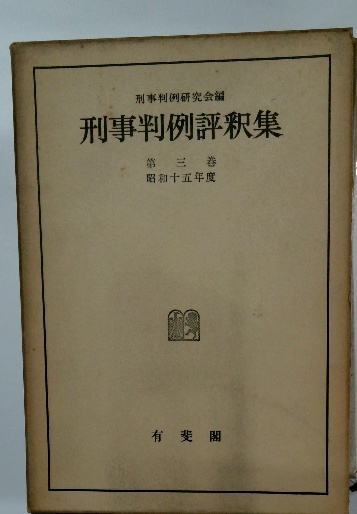 刑事判例研究会編
刑事判例評釈集
第三巻
昭和十五年度
有斐閣